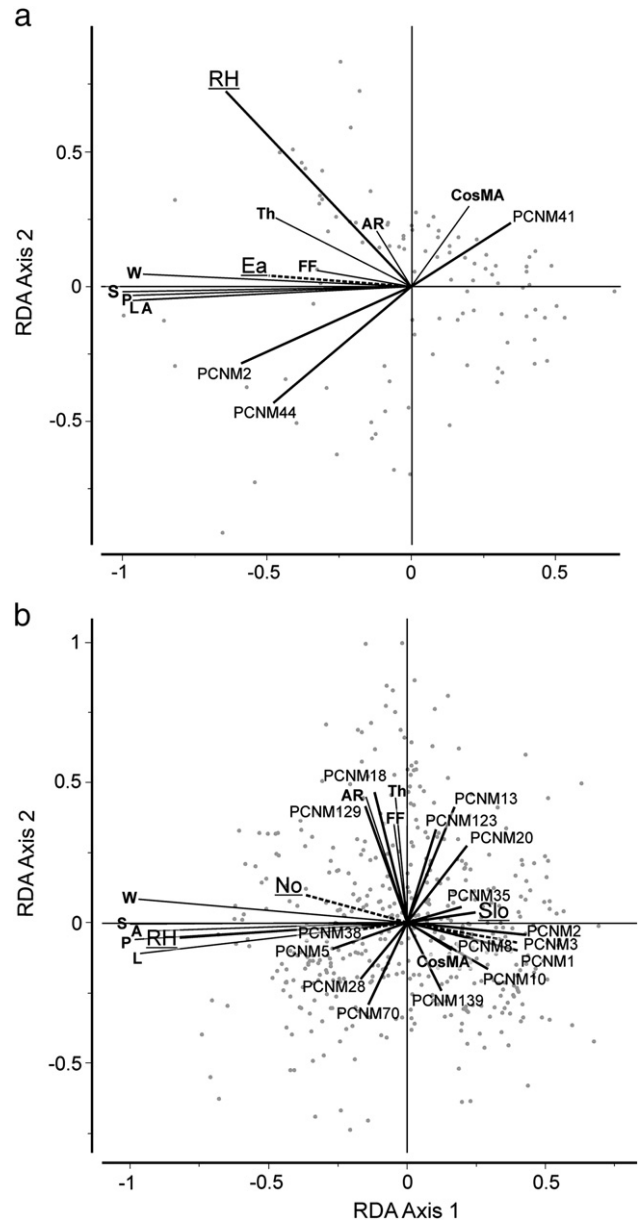 a
RH
0.5
Th
AR
CosMA
PCNM41
RDA Axis 2
W
Ea
FF
0
S
P
L A
PCNM2
PCNM44
-0.5
-1
-0.5
0
0.5
b
1
PCNM18
Th
0.5
AR
PCNM13
PCNM129
FF
PCNM123
PCNM20
RDA Axis 2
No
W
PCNM35
Slo
0
S
A
PCNM38
PCNM2
P
RH
PCNM8
PCNM3
L
PCNM5
CosMA
PCNM1
PCNM10
PCNM28
PCNM139
PCNM70
-0.5
-1
-0.5
0
0.5
RDA Axis 1